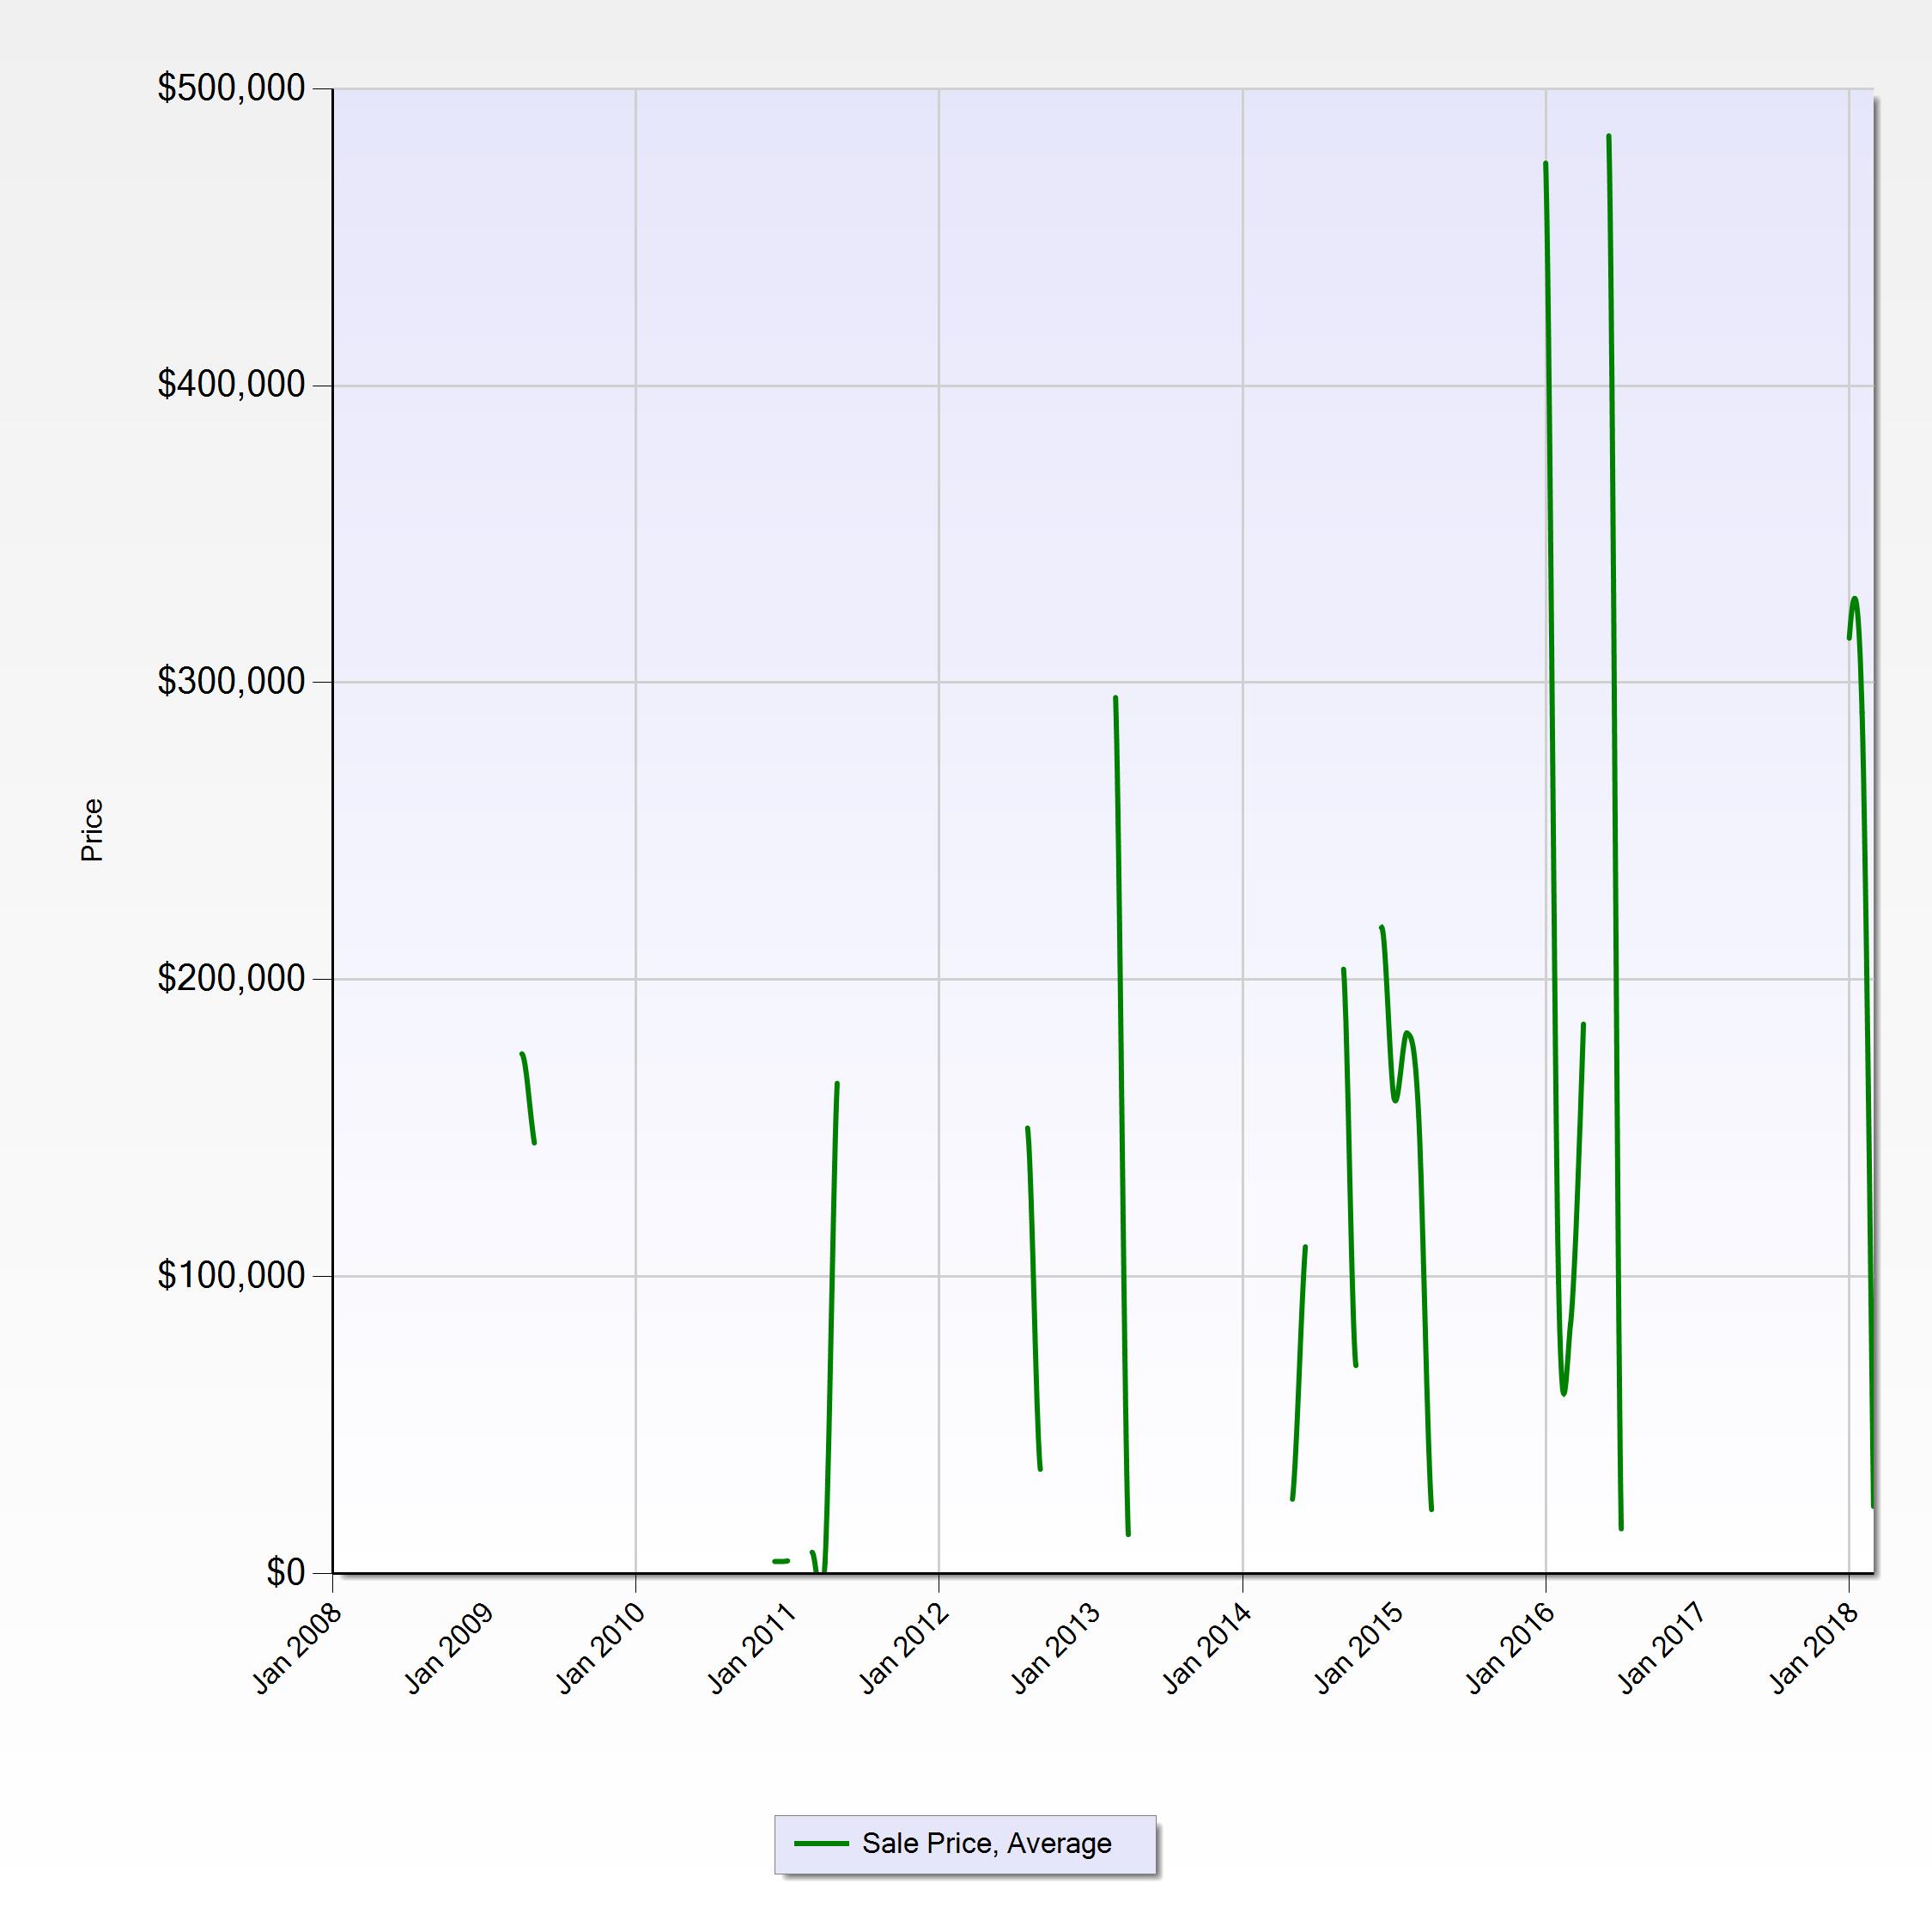 $500,000
$400,000
$300,000
$200,000
$100,000
$0
Price
Jan 2008
Jan 2009
Jan 2010
Jan 2011
Jan 2012
Jan 2013
Jan 2014
Jan 2015
Jan 2016
Jan 2017
Jan 2018
Sale Price, Average